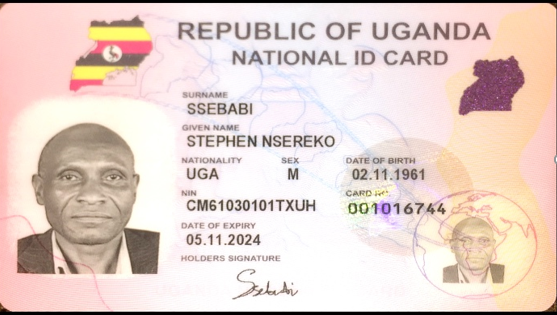 REPUBLIC OF UGANDA
NATIONAL ID CARD
SURNAME
SSEBABI
GIVEN NAME
STEPHEN NSEREKO
NATIONALITY SEX DATE OF BIRTH
UGA M 02.11.1961
NIN CARD NO.
CM61030101TXUH 001016744
DATE OF EXPIRY
05.11.2024
HOLDERS SIGNATURE
Ssebabi